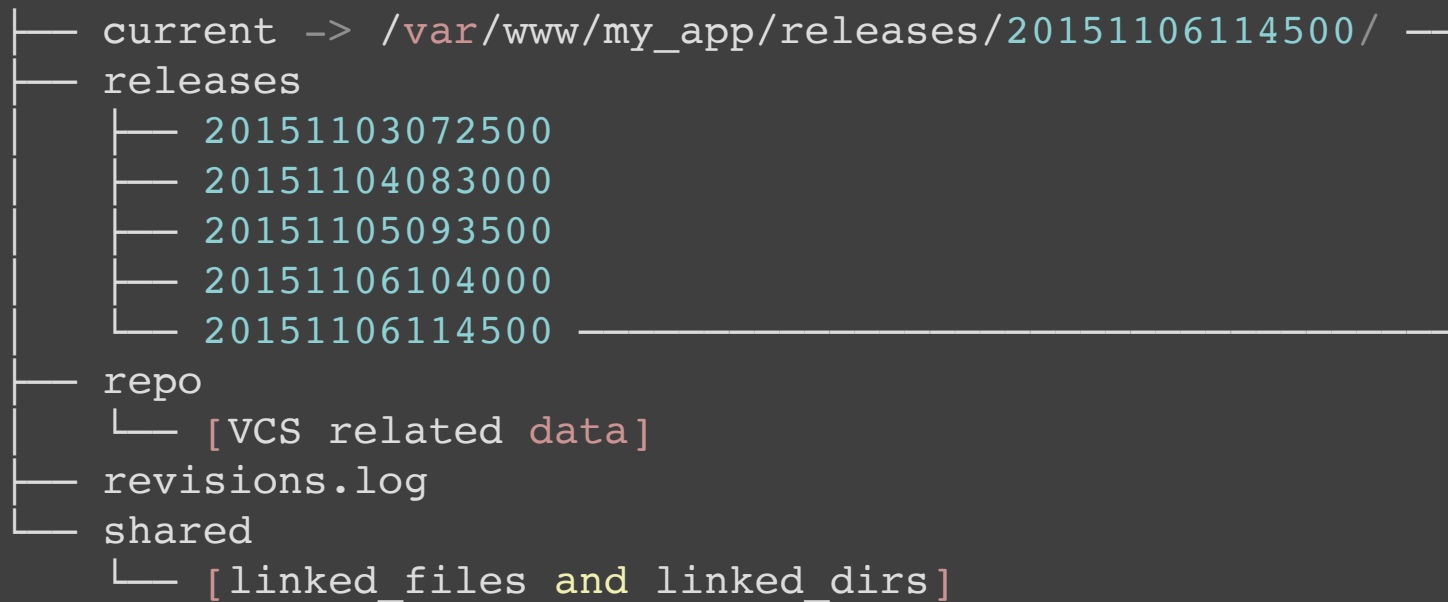 ├── current -> /var/www/my_app/releases/20151106114500/ ──
├── releases
│   ├── 20151103072500
│   ├── 20151104083000
│   ├── 20151105093500
│   ├── 20151106104000
│   └── 20151106114500 ──────────────────
├── repo
│   └── [VCS related data]
├── revisions.log
└── shared
    └── [linked_files and linked_dirs]